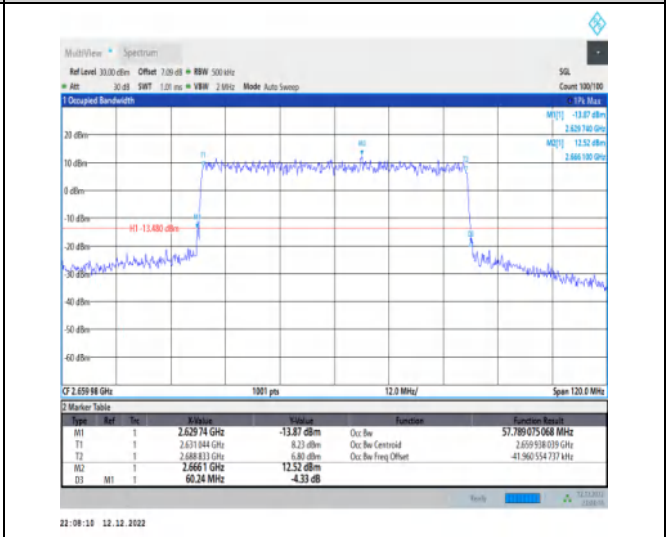 MultiView Spectrum
Ref Level 30.00 dBm Offset 7.09 dB RBW 500 kHz SGL
Att 30 dB SWT 1.01 ms VBW 2 MHz Mode Auto Sweep Count 100/100
1 Occupied Bandwidth 1Pk Max
M1[1] -13.87 dBm
2.629 740 GHz
M2[1] 12.52 dBm
2.666 100 GHz
20 dBm
M2
T1
10 dBm
0 dBm
-10 dBm
M1
H1 -13.480 dBm
-20 dBm
-30 dBm
-40 dBm
-50 dBm
-60 dBm
CF 2.659 98 GHz 1001 pts 12.0 MHz/ Span 120.0 MHz
2 Marker Table
Type Ref Trc X-Value Y-Value Function Function Result
M1 1 2.629 74 GHz -13.87 dBm Occ Bw 57.789 075 068 MHz
T1 1 2.631 044 GHz 8.23 dBm Occ Bw Centroid 2.659 938 039 GHz
T2 1 2.688 833 GHz 6.80 dBm Occ Bw Freq Offset -41.960 554 737 kHz
M2 1 2.666 1 GHz 12.52 dBm
D3 M1 1 60.24 MHz -4.33 dB
Ready
22:08:10 12.12.2022